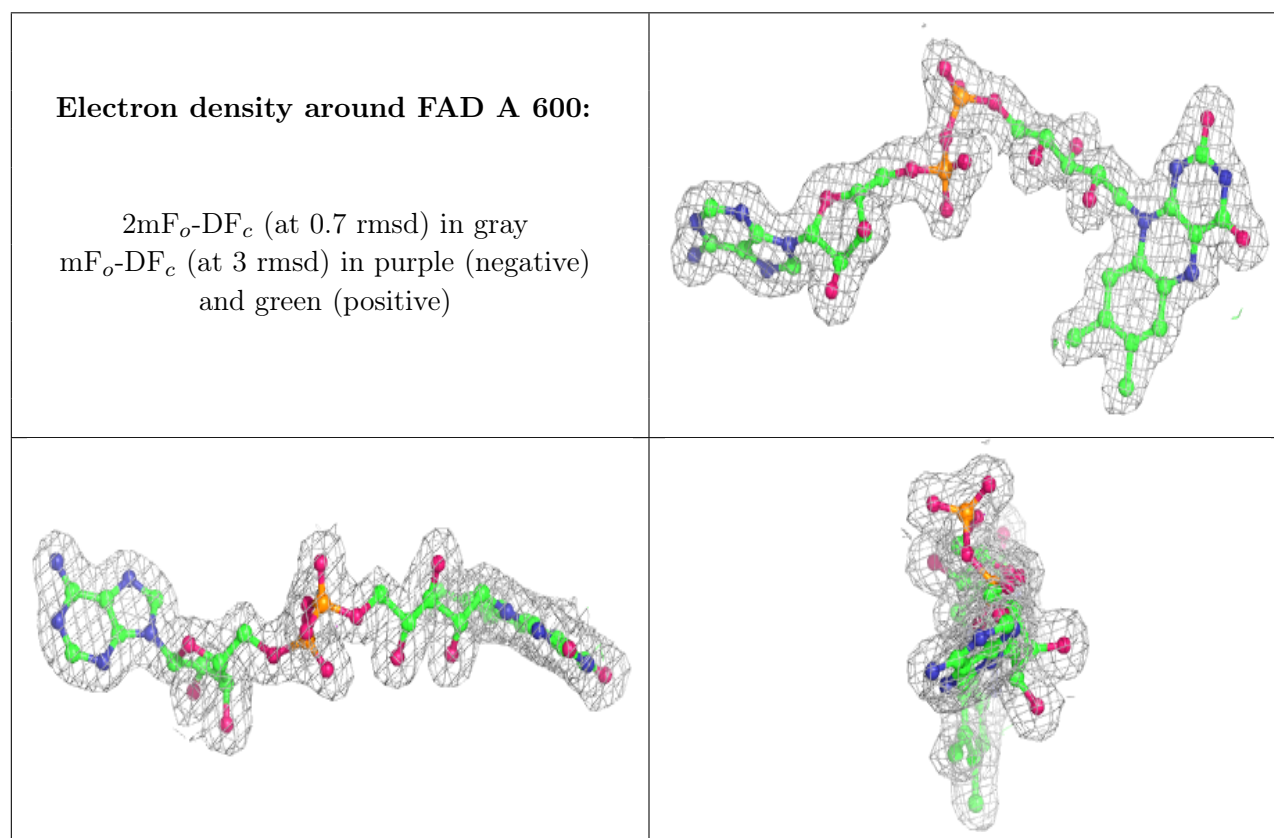 Electron density around FAD A 600:
2mFo-DFc (at 0.7 rmsd) in gray
mFo-DFc (at 3 rmsd) in purple (negative)
and green (positive)